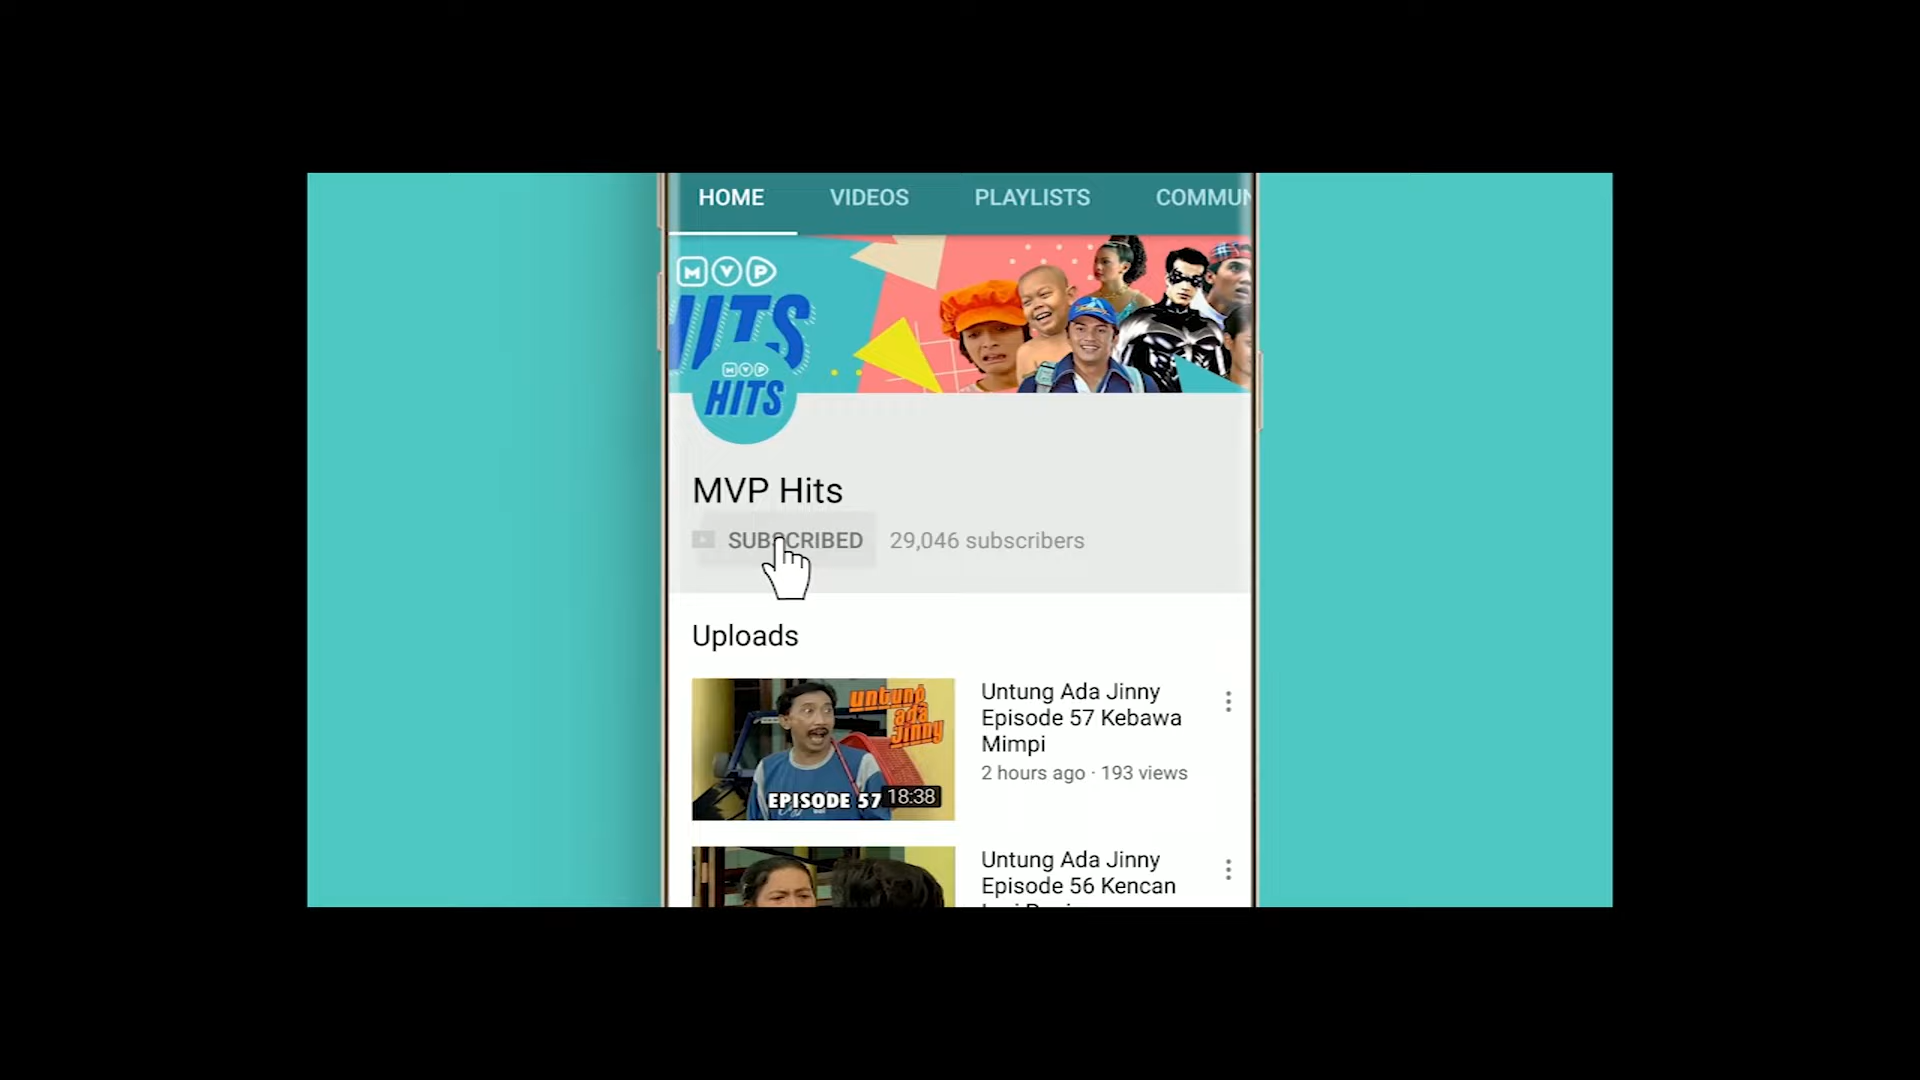 HOME VIDEOS PLAYLISTS COMMUN
MVP
HITS
MVP
HITS
MVP Hits
SUBSCRIBED 29,046 subscribers
Uploads
untung
ada
Jinny
EPISODE 57
18:38
Untung Ada Jinny
Episode 57 Kebawa
Mimpi
2 hours ago · 193 views
Untung Ada Jinny
Episode 56 Kencan